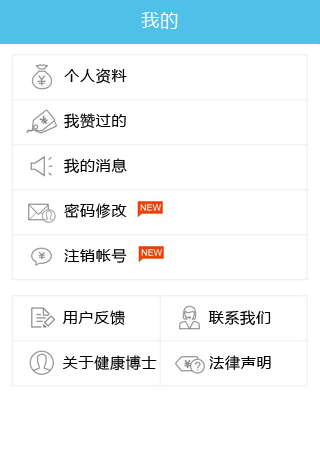 我的
个人资料
我赞过的
我的消息
密码修改 NEW
注销帐号 NEW
用户反馈 联系我们
关于健康博士 法律声明